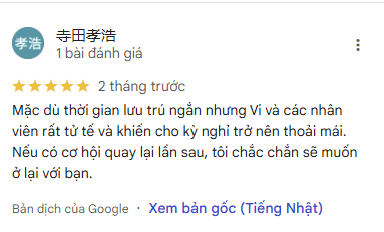 孝浩
寺田孝浩
1 bài đánh giá
2 tháng trước
Mặc dù thời gian lưu trú ngắn nhưng Vi và các nhân
viên rất tử tế và khiến cho kỳ nghỉ trở nên thoải mái.
Nếu có cơ hội quay lại lần sau, tôi chắc chắn sẽ muốn
ở lại với bạn.
Bản dịch của Google · Xem bản gốc (Tiếng Nhật)